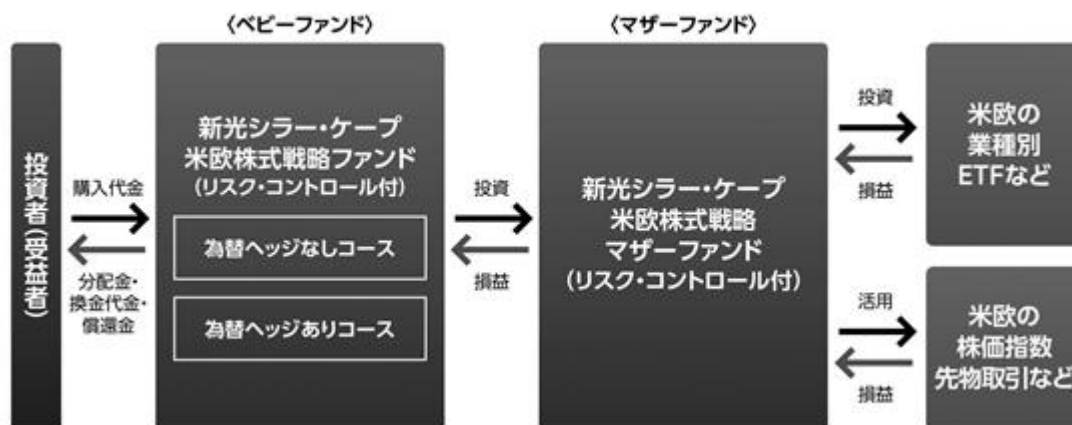 〈ベビーファンド〉
〈マザーファンド〉
投資者(受益者)
購入代金
分配金・
換金代金・
償還金
新光シラー・ケープ
米欧株式戦略ファンド
(リスク・コントロール付)
為替ヘッジなしコース
為替ヘッジありコース
投資
損益
新光シラー・ケープ
米欧株式戦略
マザーファンド
(リスク・コントロール付)
投資
損益
米欧の
業種別
ETFなど
活用
損益
米欧の
株価指数
先物取引など